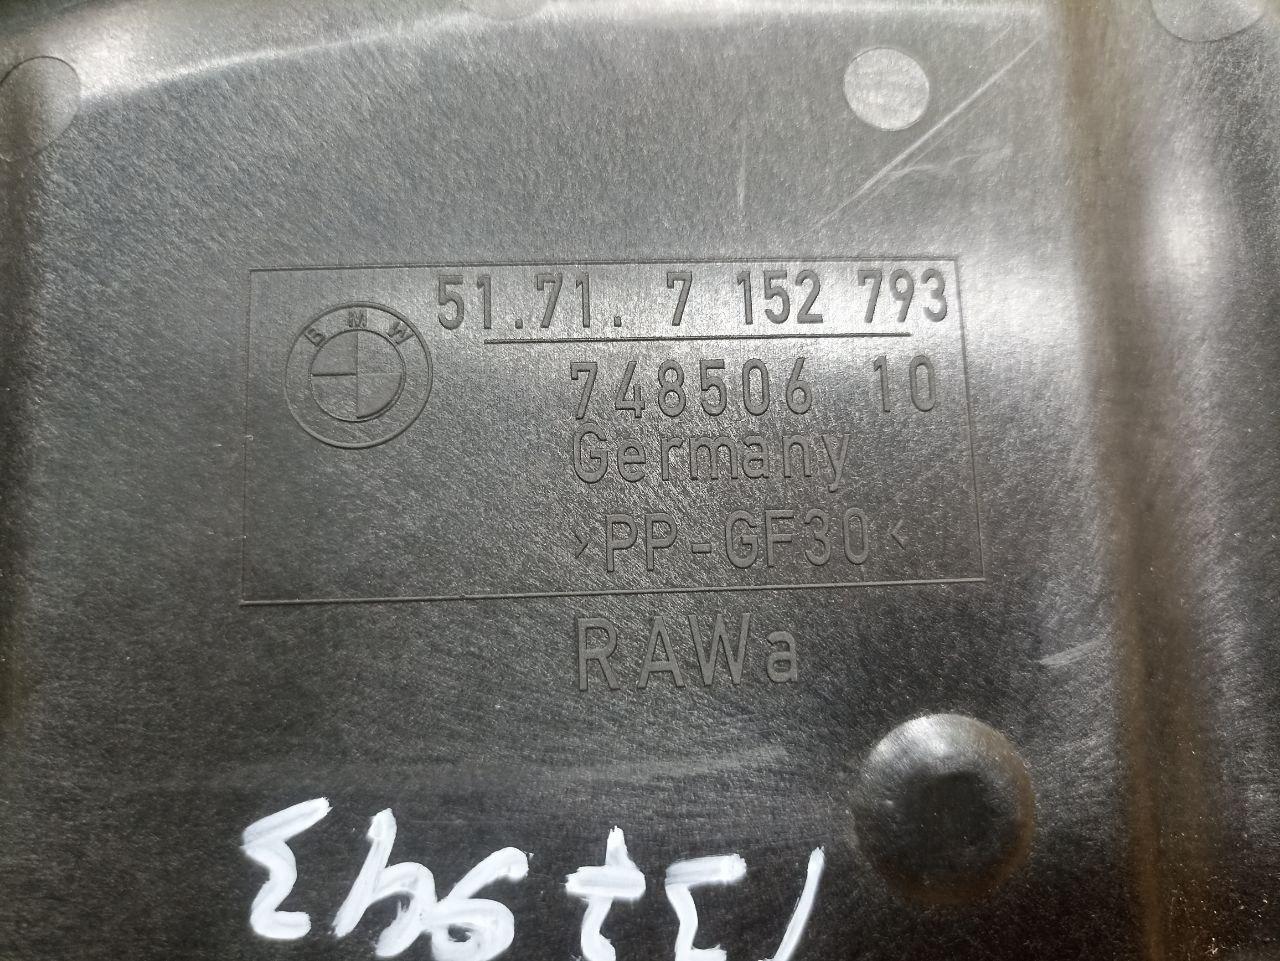 BMW
51.71. 7 152 793
748506 10
Germany
>PP-GF30<
RAWa